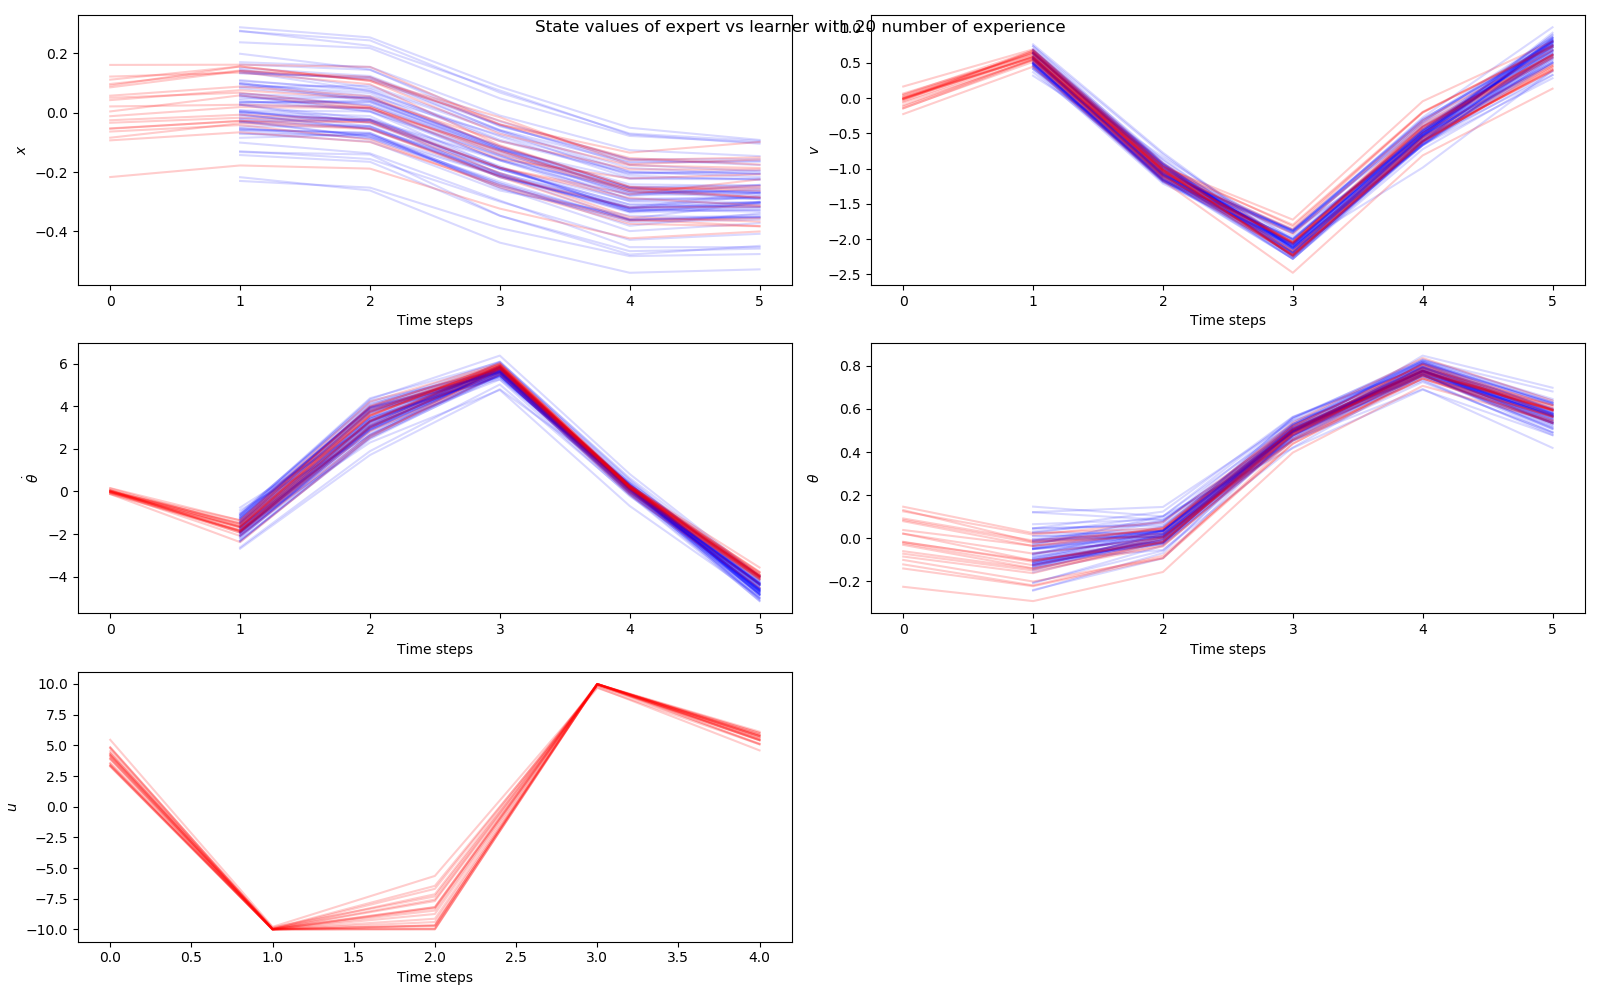 State values of expert vs learner with 20 number of experience
0.2
0.0
−0.2
−0.4
x
0 1 2 3 4 5
Time steps
1.0
0.5
0.0
−0.5
−1.0
−1.5
−2.0
−2.5
v
0 1 2 3 4 5
Time steps
6
4
2
0
−2
−4
θ̇
0 1 2 3 4 5
Time steps
0.8
0.6
0.4
0.2
0.0
−0.2
θ
0 1 2 3 4 5
Time steps
10.0
7.5
5.0
2.5
0.0
−2.5
−5.0
−7.5
−10.0
u
0.0 0.5 1.0 1.5 2.0 2.5 3.0 3.5 4.0
Time steps